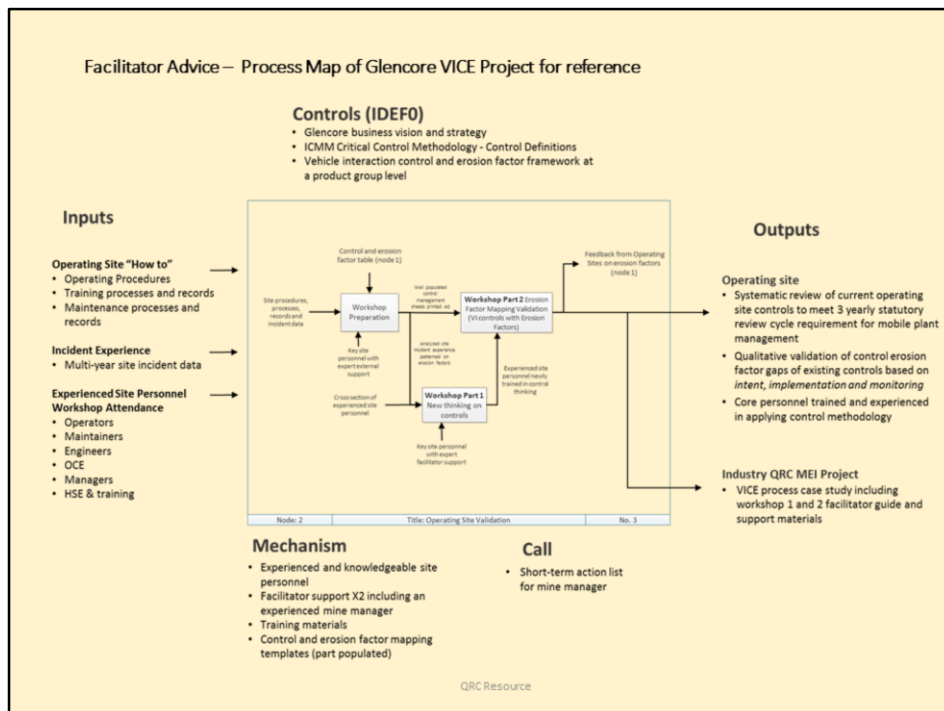 Facilitator Advice – Process Map of Glencore VICE Project for reference
Controls (IDEF0)
• Glencore business vision and strategy
• ICMM Critical Control Methodology - Control Definitions
• Vehicle interaction control and erosion factor framework at
a product group level
Inputs
Operating Site "How to"
• Operating Procedures
• Training processes and records
• Maintenance processes and
records
Incident Experience
• Multi-year site incident data
Experienced Site Personnel
Workshop Attendance
• Operators
• Maintainers
• Engineers
• OCE
• Managers
• HSE & training
Control and erosion
factor table (node 1)
Site procedures,
processes, records
and incident data
Workshop
Preparation
Key site
personnel with
expert external
support
Cross section of
experienced site
personnel
populated
control
management
Analyzed site
incident experience
patterned on
erosion factors
Workshop Part 1
New thinking on
controls
Key site personnel
with expert
facilitator support
Workshop Part 2 Erosion
Factor Mapping Validation
(VI controls with Erosion
Factors)
Experienced site
personnel newly
trained in control
thinking
Feedback from Operating
Sites on erosion factors
(node 1)
Node: 2
Title: Operating Site Validation
No. 3
Outputs
Operating site
• Systematic review of current operating
site controls to meet 3 yearly statutory
review cycle requirement for mobile plant
management
• Qualitative validation of control erosion
factor gaps of existing controls based on
intent, implementation and monitoring
• Core personnel trained and experienced
in applying control methodology
Industry QRC MEI Project
• VICE process case study including
workshop 1 and 2 facilitator guide and
support materials
Mechanism
• Experienced and knowledgeable site
personnel
• Facilitator support X2 including an
experienced mine manager
• Training materials
• Control and erosion factor mapping
templates (part populated)
Call
• Short-term action list
for mine manager
QRC Resource